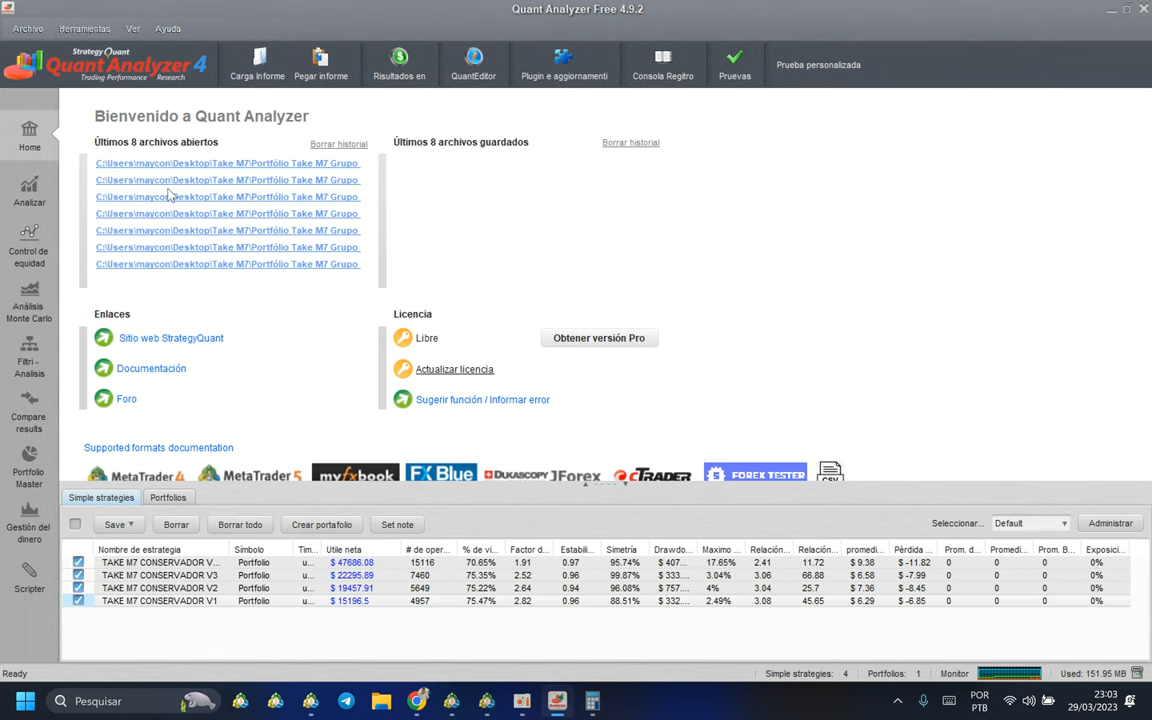 Quant Analyzer Free 4.9.2
Archivo Herramientas Ver Ayuda
StrategyQuant
QuantAnalyzer 4
Trading Performance Research
Carga Informe Pegar informe Risultados en QuantEditor Plugin e aggiornamenti Consola Regitro Pruevas Prueba personalizada
Home
Analizar
Control de equidad
Análisis Monte Carlo
Filtri - Analisis
Compare results
Portfolio Master
Gestión del dinero
Scripter
Bienvenido a Quant Analyzer
Últimos 8 archivos abiertos Borrar historial Últimos 8 archivos guardados Borrar historial
C:\Users\maycon\Desktop\Take M7\Portfólio Take M7 Grupo
C:\Users\maycon\Desktop\Take M7\Portfólio Take M7 Grupo
C:\Users\maycon\Desktop\Take M7\Portfólio Take M7 Grupo
C:\Users\maycon\Desktop\Take M7\Portfólio Take M7 Grupo
C:\Users\maycon\Desktop\Take M7\Portfólio Take M7 Grupo
C:\Users\maycon\Desktop\Take M7\Portfólio Take M7 Grupo
C:\Users\maycon\Desktop\Take M7\Portfólio Take M7 Grupo
Enlaces Licencia
Sitio web StrategyQuant Libre Obtener versión Pro
Documentación Actualizar licencia
Foro Sugerir función / Informar error
Supported formats documentation
MetaTrader 4 MetaTrader 5 myfxbook FX Blue DUKASCOPY JForex cTRADER FOREX TESTER CSV
Simple strategies Portfolios
Save Borrar Borrar todo Crear portafolio Set note Seleccionar... Default Administrar
Nombre de estrategia Símbolo Tim... Utile neta # de oper... % de vi... Factor d... Estabili... Simetría Drawdo... Maximo ... Relación... Relación... promedi... Pérdida ... Prom. d... Promedi... Prom. B... Exposici...
TAKE M7 CONSERVADOR V... Portfolio u... $ 47686.08 15116 70.65% 1.91 0.97 95.74% $ 407.... 17.65% 2.41 11.72 $ 9.38 $ -11.82 0 0 0 0%
TAKE M7 CONSERVADOR V3 Portfolio u... $ 22295.89 7460 75.35% 2.52 0.96 99.87% $ 333.... 3.04% 3.06 66.88 $ 6.58 $ -7.99 0 0 0 0%
TAKE M7 CONSERVADOR V2 Portfolio u... $ 19457.91 5649 75.22% 2.64 0.94 96.08% $ 757.... 4% 3.04 25.7 $ 7.36 $ -8.45 0 0 0 0%
TAKE M7 CONSERVADOR V1 Portfolio u... $ 15196.5 4957 75.47% 2.82 0.96 88.51% $ 332.... 2.49% 3.08 45.65 $ 6.29 $ -6.85 0 0 0 0%
Ready Simple strategies: 4 Portfolios: 1 Monitor Used: 151.95 MB
Pesquisar POR PTB 23:03 29/03/2023